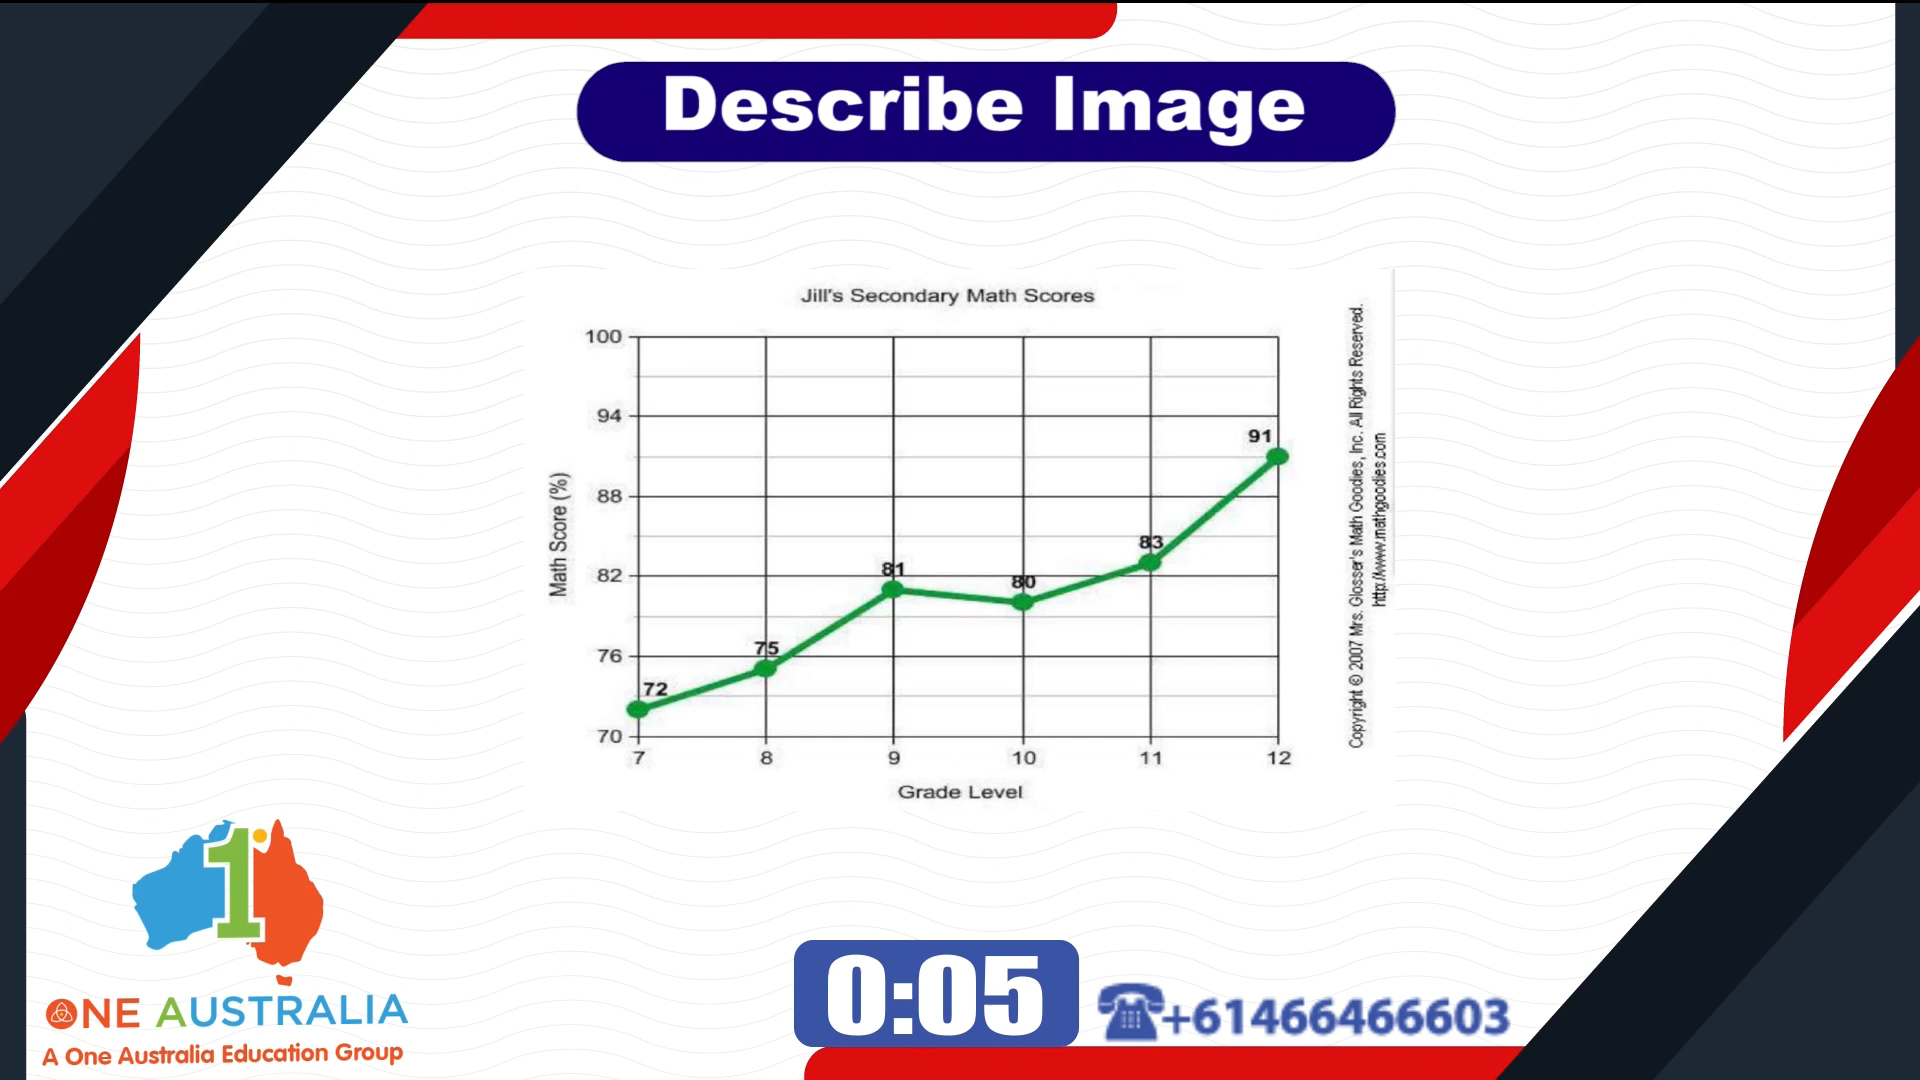 Describe Image
Jill's Secondary Math Scores
100
94
88
82
76
70
Math Score (%)
72
75
81
80
83
91
7 8 9 10 11 12
Grade Level
Copyright © 2007 Mrs. Glosser's Math Goodies, Inc. All Rights Reserved.
http://www.mathgoodies.com
1
ONE AUSTRALIA
A One Australia Education Group
0:05
+61466466603